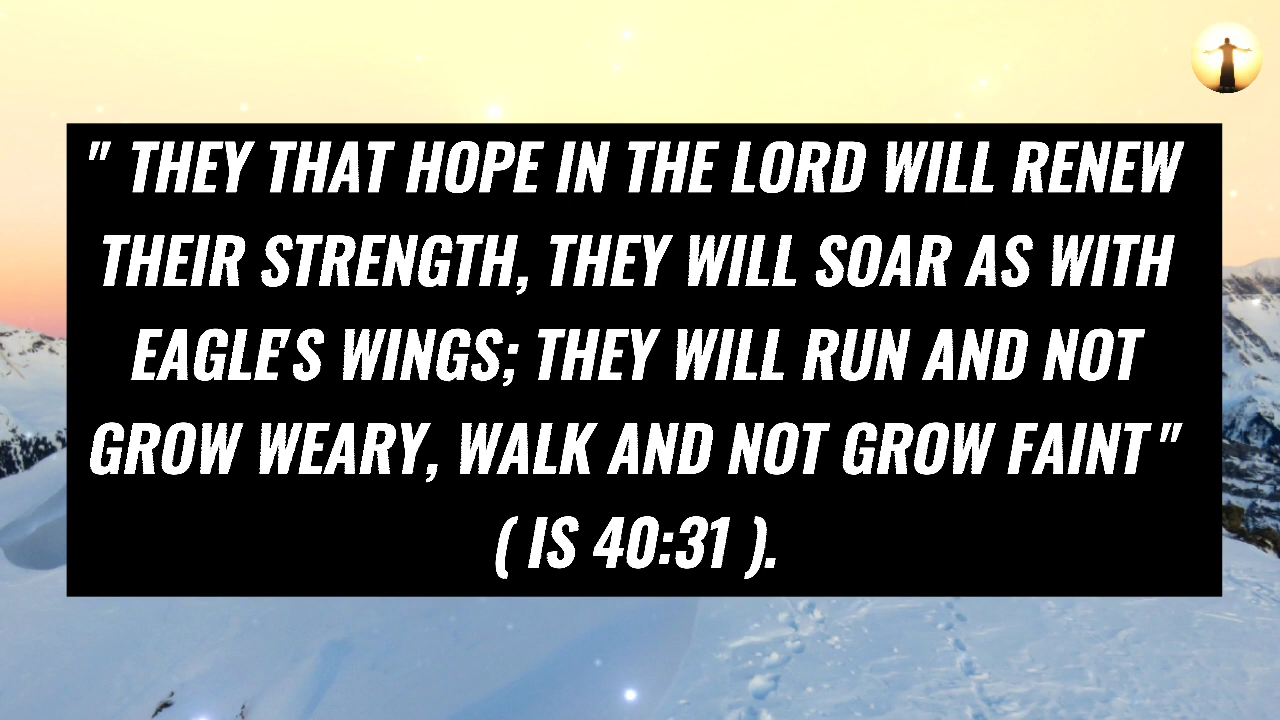 " THEY THAT HOPE IN THE LORD WILL RENEW
THEIR STRENGTH, THEY WILL SOAR AS WITH
EAGLE'S WINGS; THEY WILL RUN AND NOT
GROW WEARY, WALK AND NOT GROW FAINT"
( IS 40:31 ).